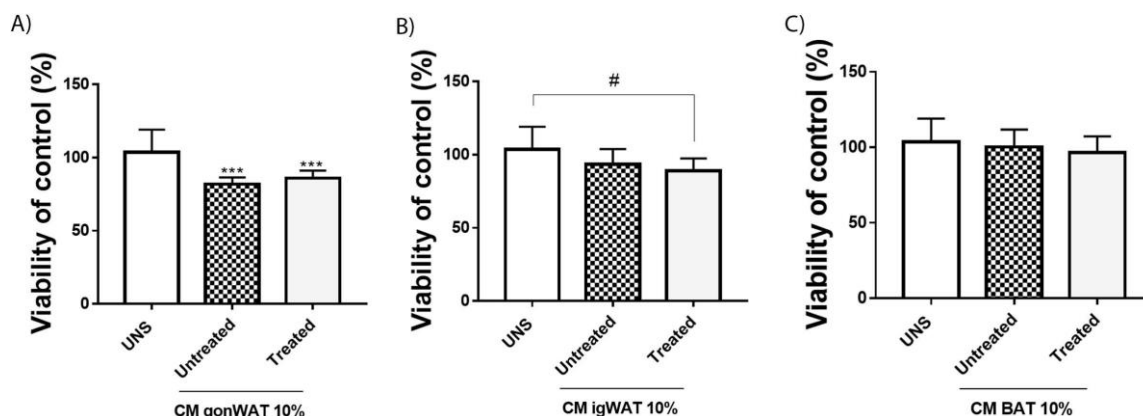 A)
Viability of control (%)
150
100
50
0
***
***
UNS
Untreated
Treated
CM gonWAT 10%
B)
Viability of control (%)
150
100
50
0
#
UNS
Untreated
Treated
CM igWAT 10%
C)
Viability of control (%)
150
100
50
0
UNS
Untreated
Treated
CM BAT 10%